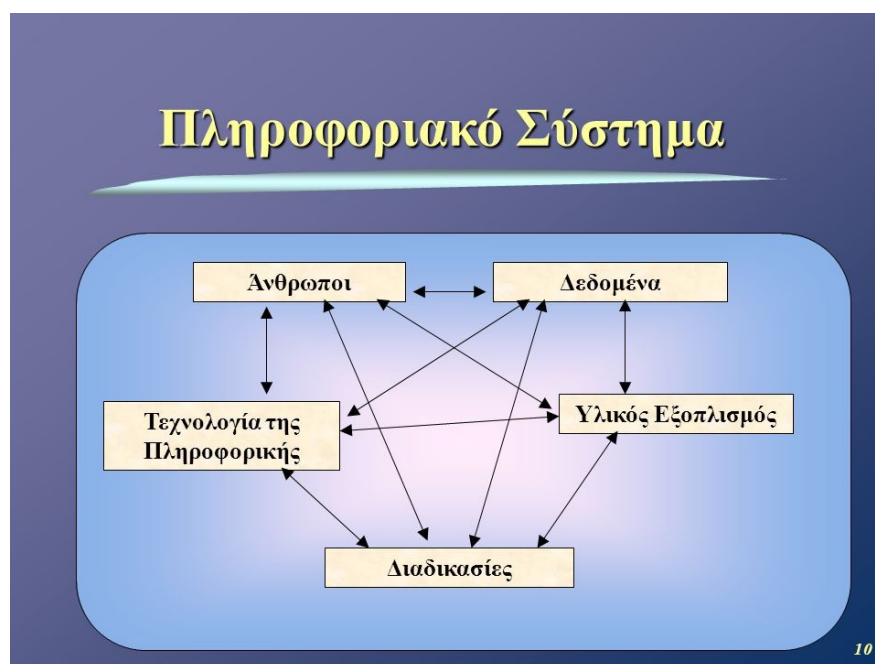 Πληροφοριακό Σύστημα
Άνθρωποι
Δεδομένα
Τεχνολογία της
Πληροφορικής
Υλικός Εξοπλισμός
Διαδικασίες
10